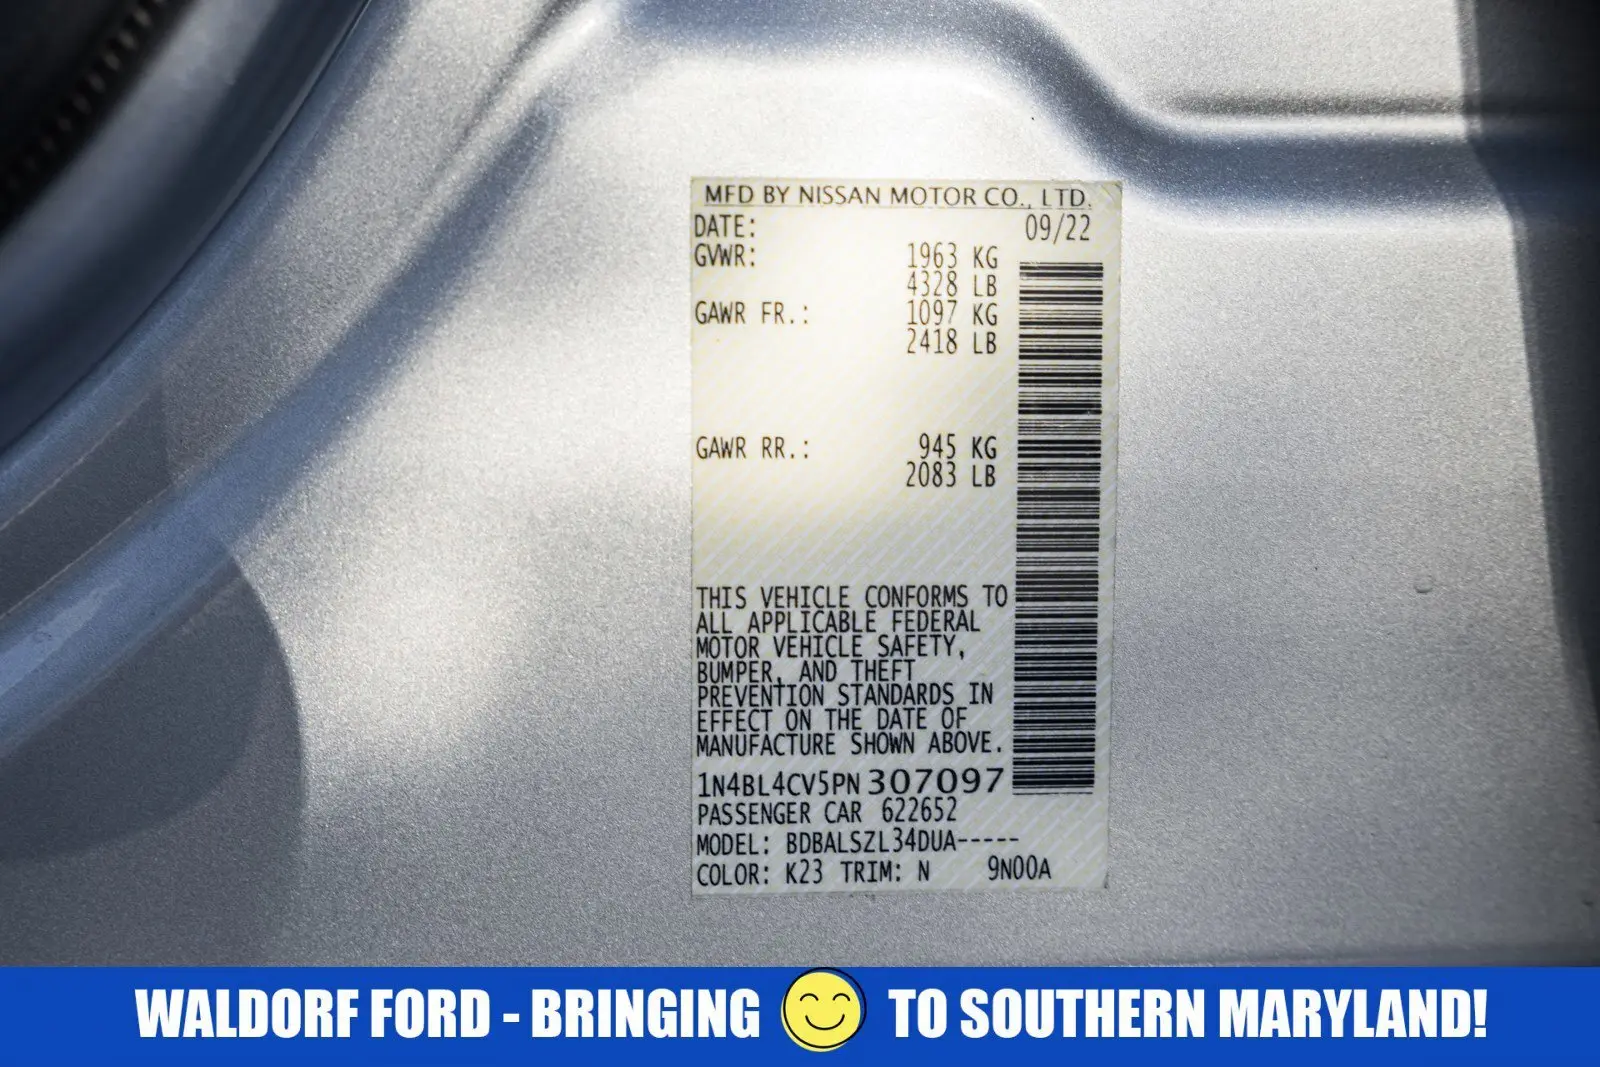 MFD BY NISSAN MOTOR CO., LTD.
DATE: 09/22
GVWR: 1963 KG
4328 LB
GAWR FR.: 1097 KG
2418 LB
GAWR RR.: 945 KG
2083 LB
THIS VEHICLE CONFORMS TO
ALL APPLICABLE FEDERAL
MOTOR VEHICLE SAFETY,
BUMPER, AND THEFT
PREVENTION STANDARDS IN
EFFECT ON THE DATE OF
MANUFACTURE SHOWN ABOVE.
1N4BL4CV5PN307097
PASSENGER CAR 622652
MODEL: BDBALSZL34DUA-----
COLOR: K23 TRIM: N 9N00A
WALDORF FORD - BRINGING TO SOUTHERN MARYLAND!